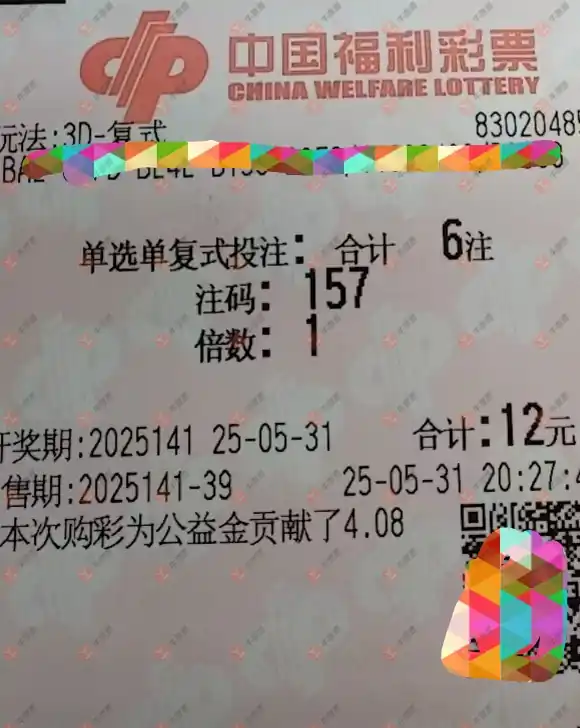 中国福利彩票
CHINA WELFARE LOTTERY
玩法:3D-复式
8302048
单选单复式投注: 合计 6注
注码: 157
倍数: 1
开奖期:2025141 25-05-31 合计:12元
售期:2025141-39 25-05-31 20:27:4
本次购彩为公益金贡献了4.08